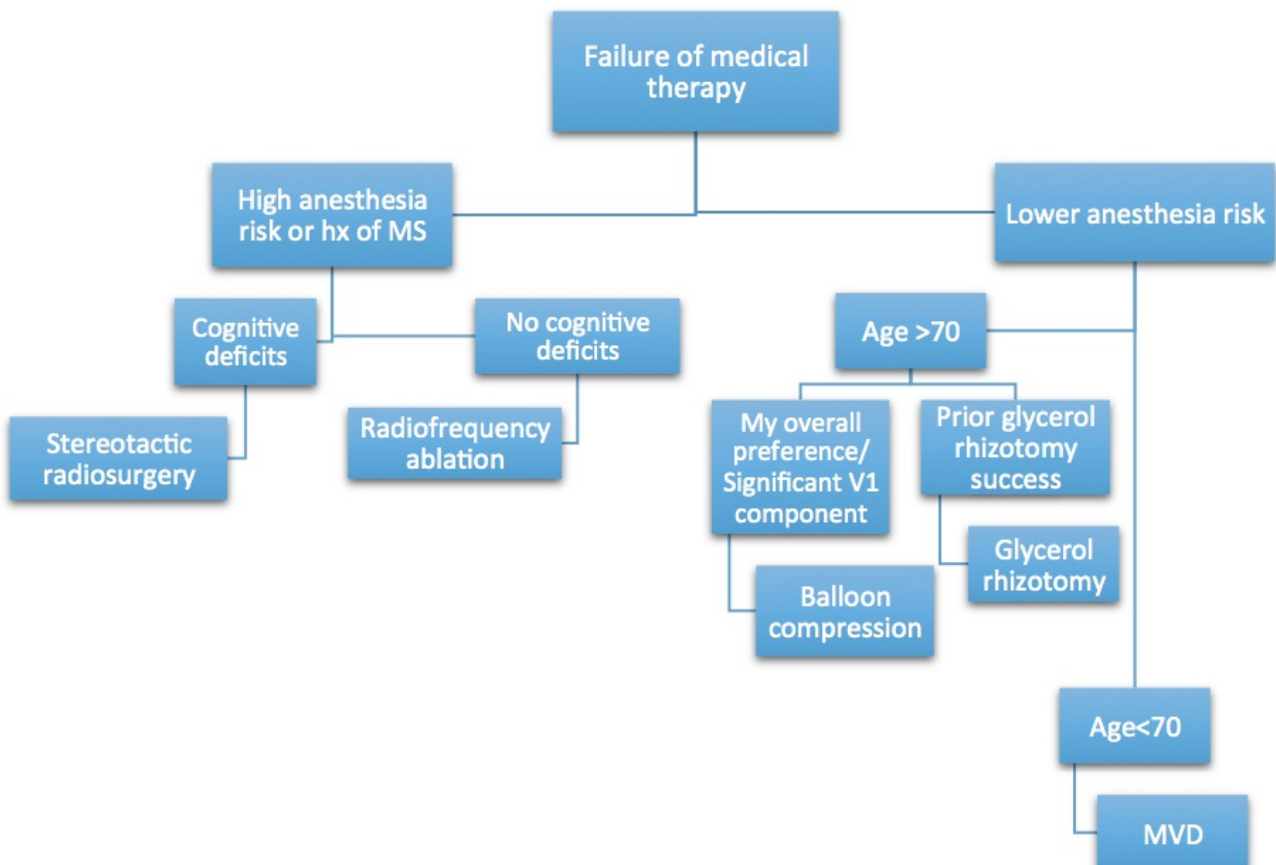 Failure of medical
therapy
High anesthesia
risk or hx of MS
Lower anesthesia risk
Cognitive
deficits
No cognitive
deficits
Age >70
Stereotactic
radiosurgery
Radiofrequency
ablation
My overall
preference/
Significant V1
component
Prior glycerol
rhizotomy
success
Balloon
compression
Glycerol
rhizotomy
Age<70
MVD